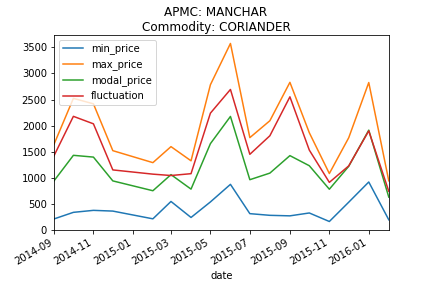 APMC: MANCHAR
Commodity: CORIANDER
min_price
max_price
modal_price
fluctuation
3500
3000
2500
2000
1500
1000
500
0
2014-09
2014-11
2015-01
2015-03
2015-05
2015-07
2015-09
2015-11
2016-01
date